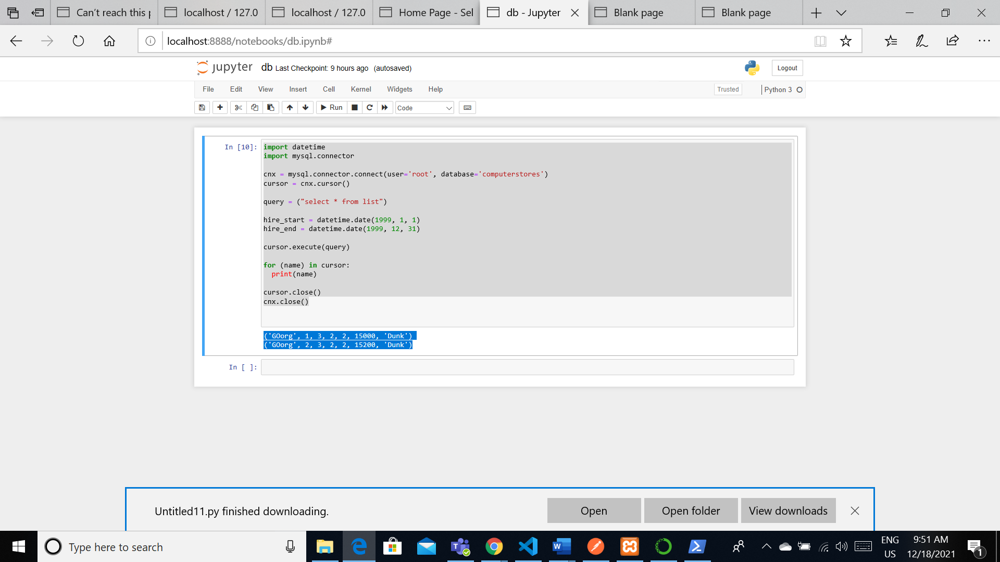 Can't reach this p
localhost / 127.0
localhost / 127.0
Home Page - Sel
db - Jupyter
Blank page
Blank page
localhost:8888/notebooks/db.ipynb#
jupyter db Last Checkpoint: 9 hours ago (autosaved)
Logout
File Edit View Insert Cell Kernel Widgets Help
Trusted
Python 3
Run
Code
In [10]:
import datetime
import mysql.connector
cnx = mysql.connector.connect(user='root', database='computerstores')
cursor = cnx.cursor()
query = ("select * from list")
hire_start = datetime.date(1999, 1, 1)
hire_end = datetime.date(1999, 12, 31)
cursor.execute(query)
for (name) in cursor:
  print(name)
cursor.close()
cnx.close()
('GOorg', 1, 3, 2, 2, 15000, 'Dunk')
('GOorg', 2, 3, 2, 2, 15200, 'Dunk')
In [ ]:
Untitled11.py finished downloading.
Open
Open folder
View downloads
Type here to search
ENG
US
9:51 AM
12/18/2021
1